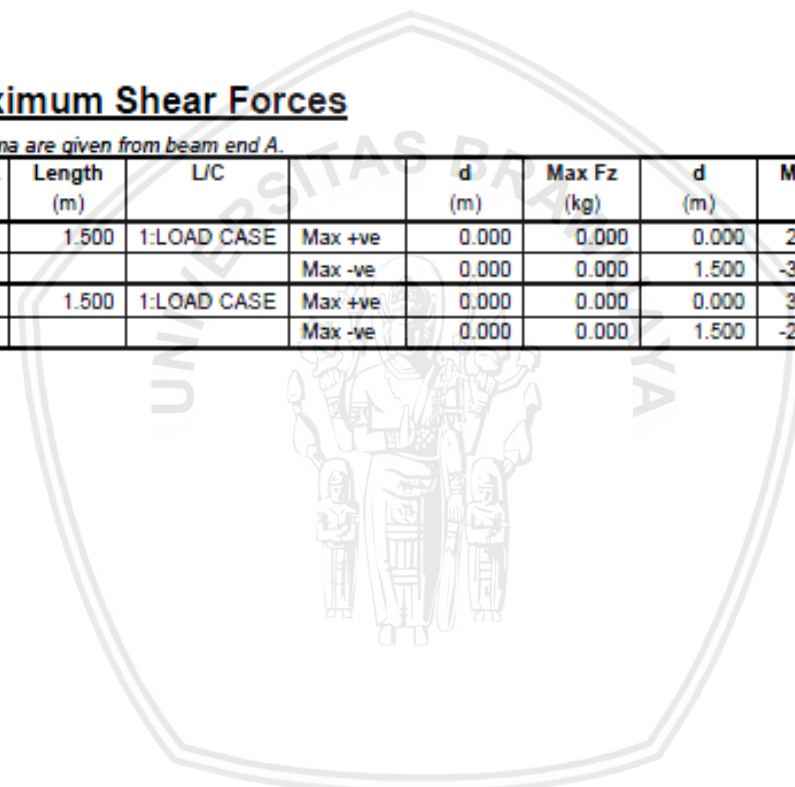 ximum Shear Forces
ma are given from beam end A.
Length L/C d Max Fz d M
(m) (m) (kg) (m)
1.500 1:LOAD CASE Max +ve 0.000 0.000 0.000 2
Max -ve 0.000 0.000 1.500 -3
1.500 1:LOAD CASE Max +ve 0.000 0.000 0.000 3
Max -ve 0.000 0.000 1.500 -2
UNIVERSITAS BRAWIJAYA